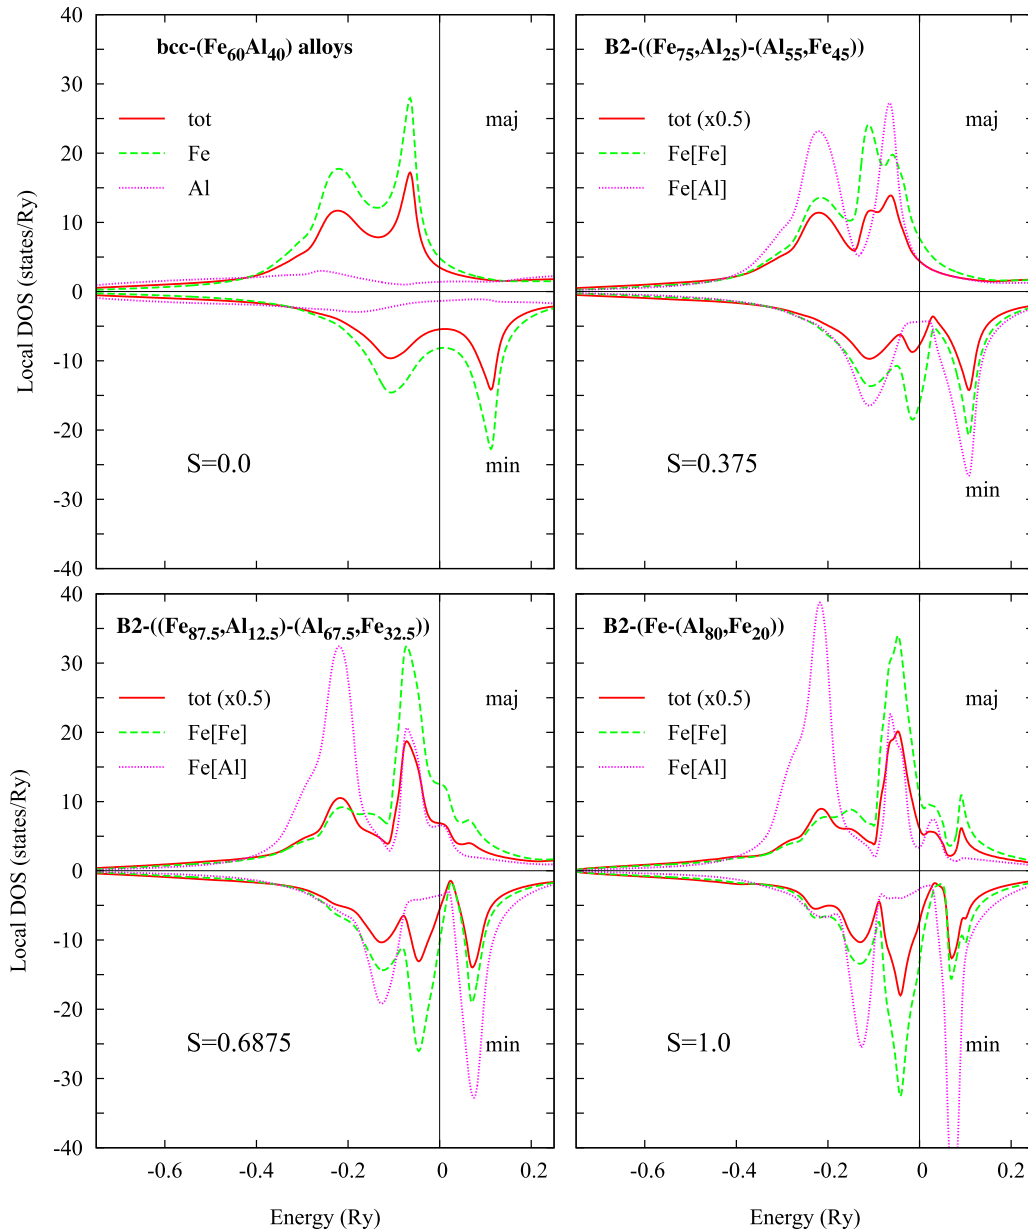 bcc-(Fe60Al40) alloys
tot
Fe
Al
maj
min
S=0.0
40
30
20
10
0
-10
-20
-30
-40
Local DOS (states/Ry)
B2-((Fe75,Al25)-(Al55,Fe45))
tot (x0.5)
Fe[Fe]
Fe[Al]
maj
min
S=0.375
B2-((Fe87.5,Al12.5)-(Al67.5,Fe32.5))
tot (x0.5)
Fe[Fe]
Fe[Al]
maj
min
S=0.6875
40
30
20
10
0
-10
-20
-30
-40
Local DOS (states/Ry)
-0.6
-0.4
-0.2
0
0.2
Energy (Ry)
B2-(Fe-(Al80,Fe20))
tot (x0.5)
Fe[Fe]
Fe[Al]
maj
min
S=1.0
-0.6
-0.4
-0.2
0
0.2
Energy (Ry)